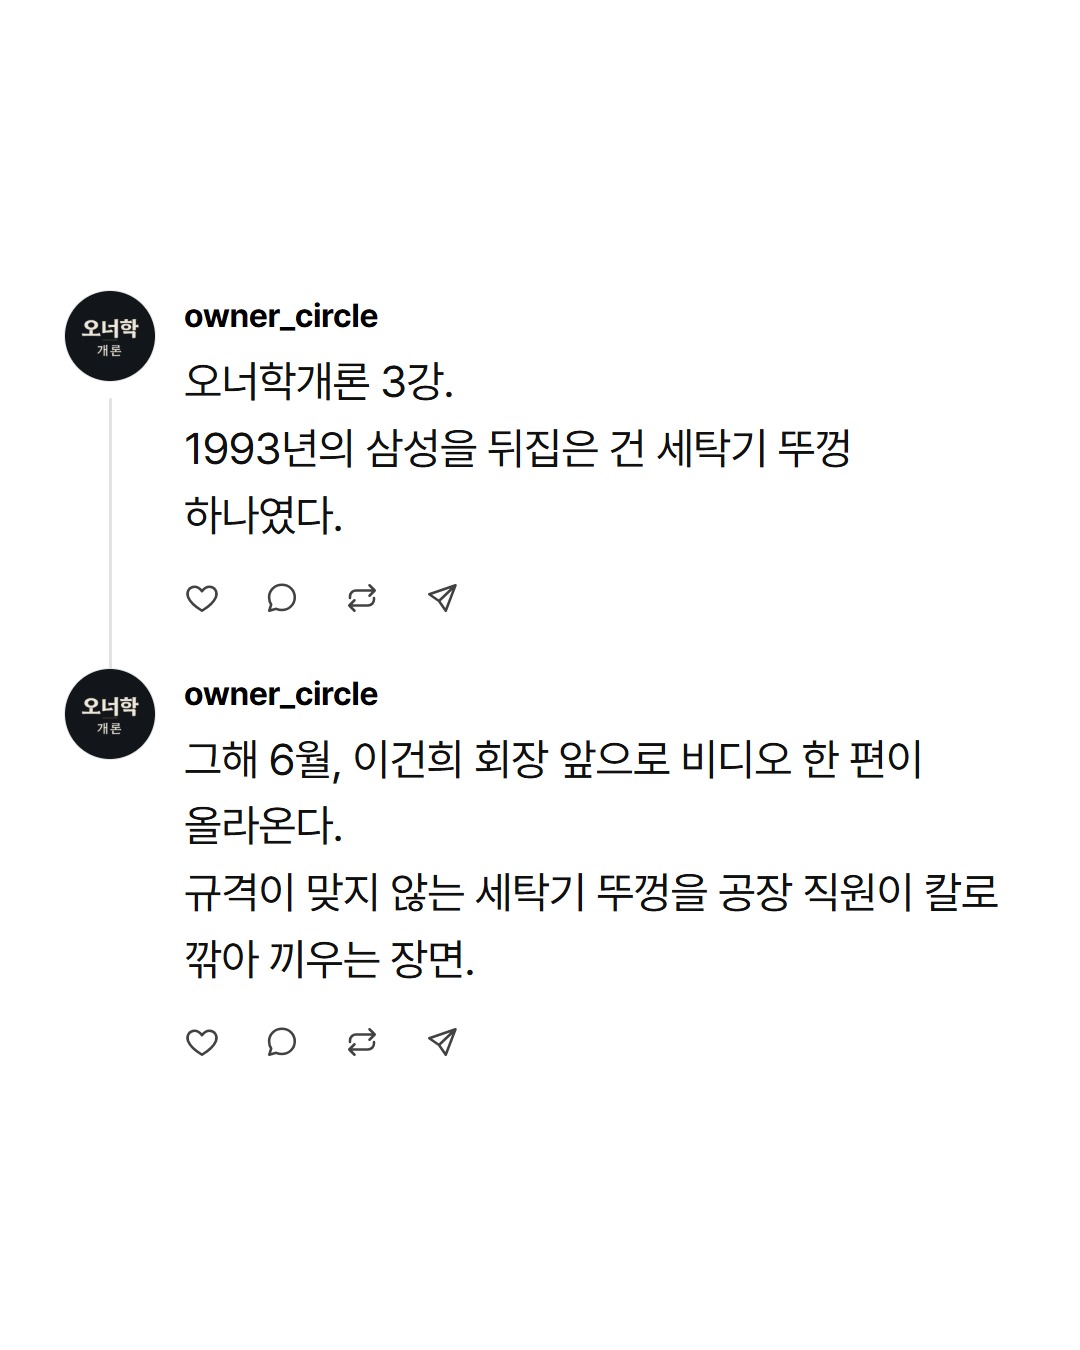 오너학
개론
owner_circle
오너학개론 3강.
1993년의 삼성을 뒤집은 건 세탁기 뚜껑
하나였다.
오너학
개론
owner_circle
그해 6월, 이건희 회장 앞으로 비디오 한 편이
올라온다.
규격이 맞지 않는 세탁기 뚜껑을 공장 직원이 칼로
깎아 끼우는 장면.